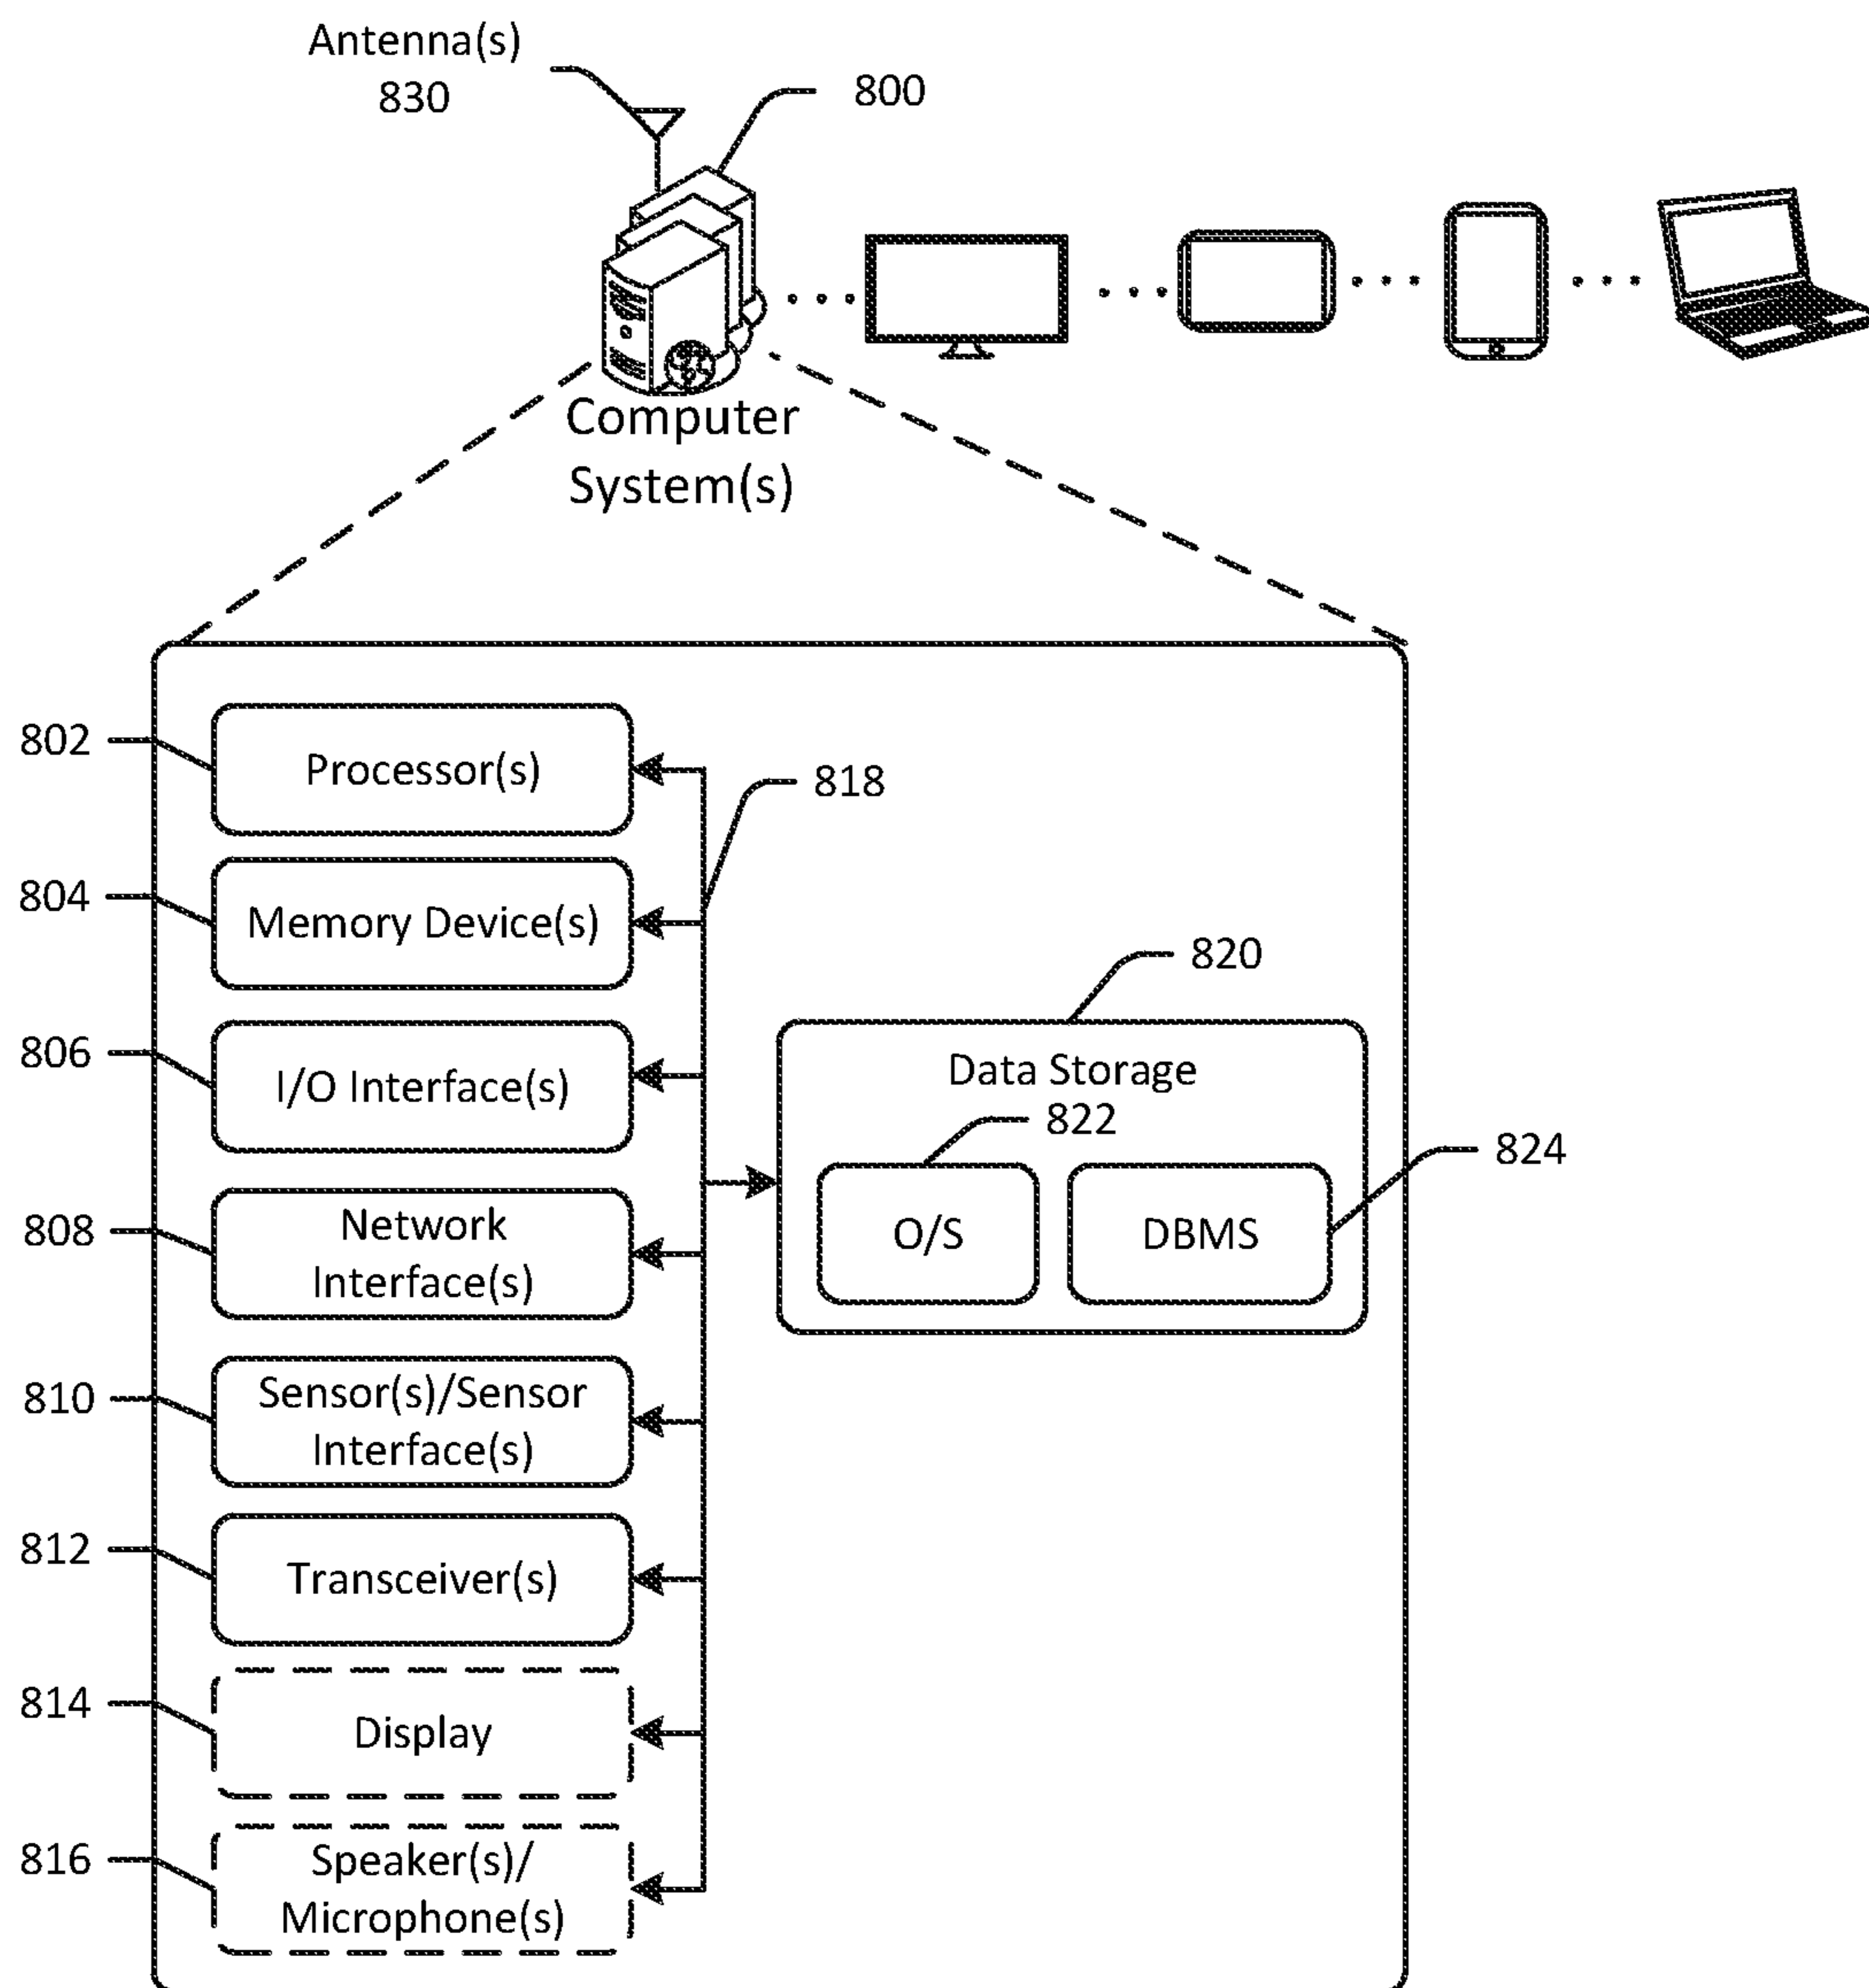 Antenna(s)
830
800
Computer
System(s)
802
Processor(s)
818
804
Memory Device(s)
820
806
I/O Interface(s)
Data Storage
822
824
808
Network
Interface(s)
O/S
DBMS
810
Sensor(s)/Sensor
Interface(s)
812
Transceiver(s)
814
Display
816
Speaker(s)/
Microphone(s)